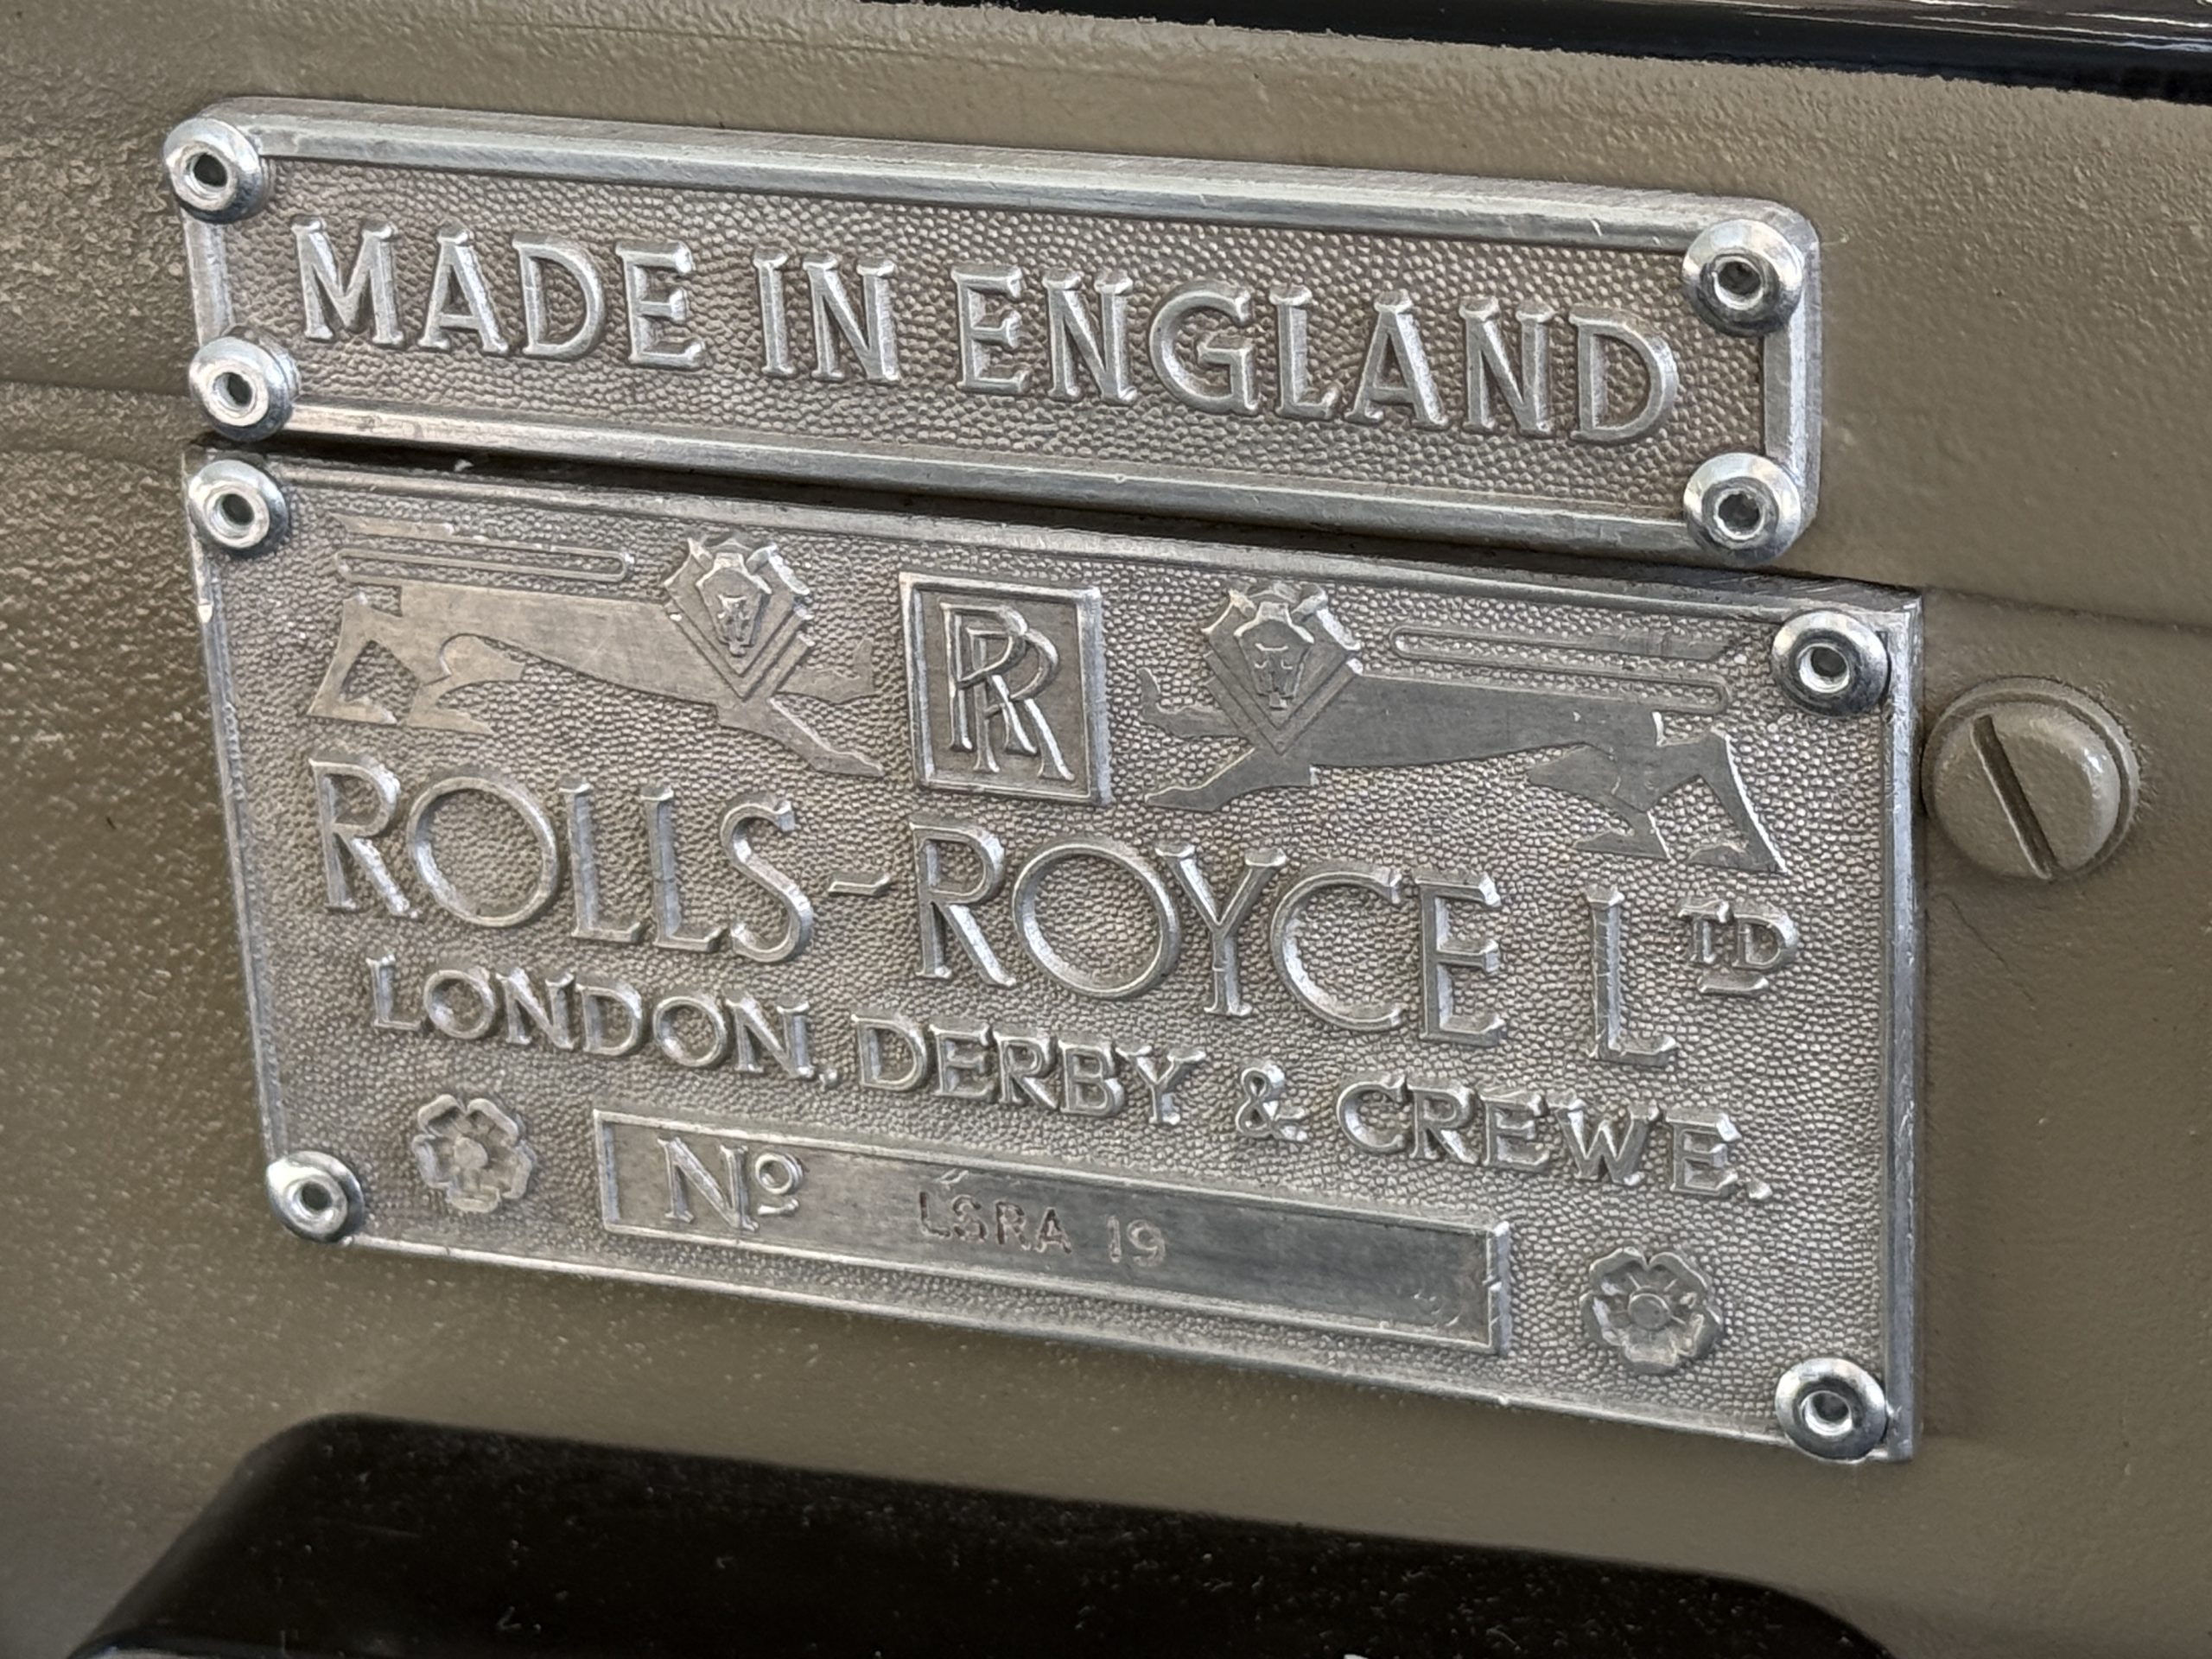 MADE IN ENGLAND
RR
ROLLS-ROYCE LTD
LONDON, DERBY & CREWE.
No LSRA 19